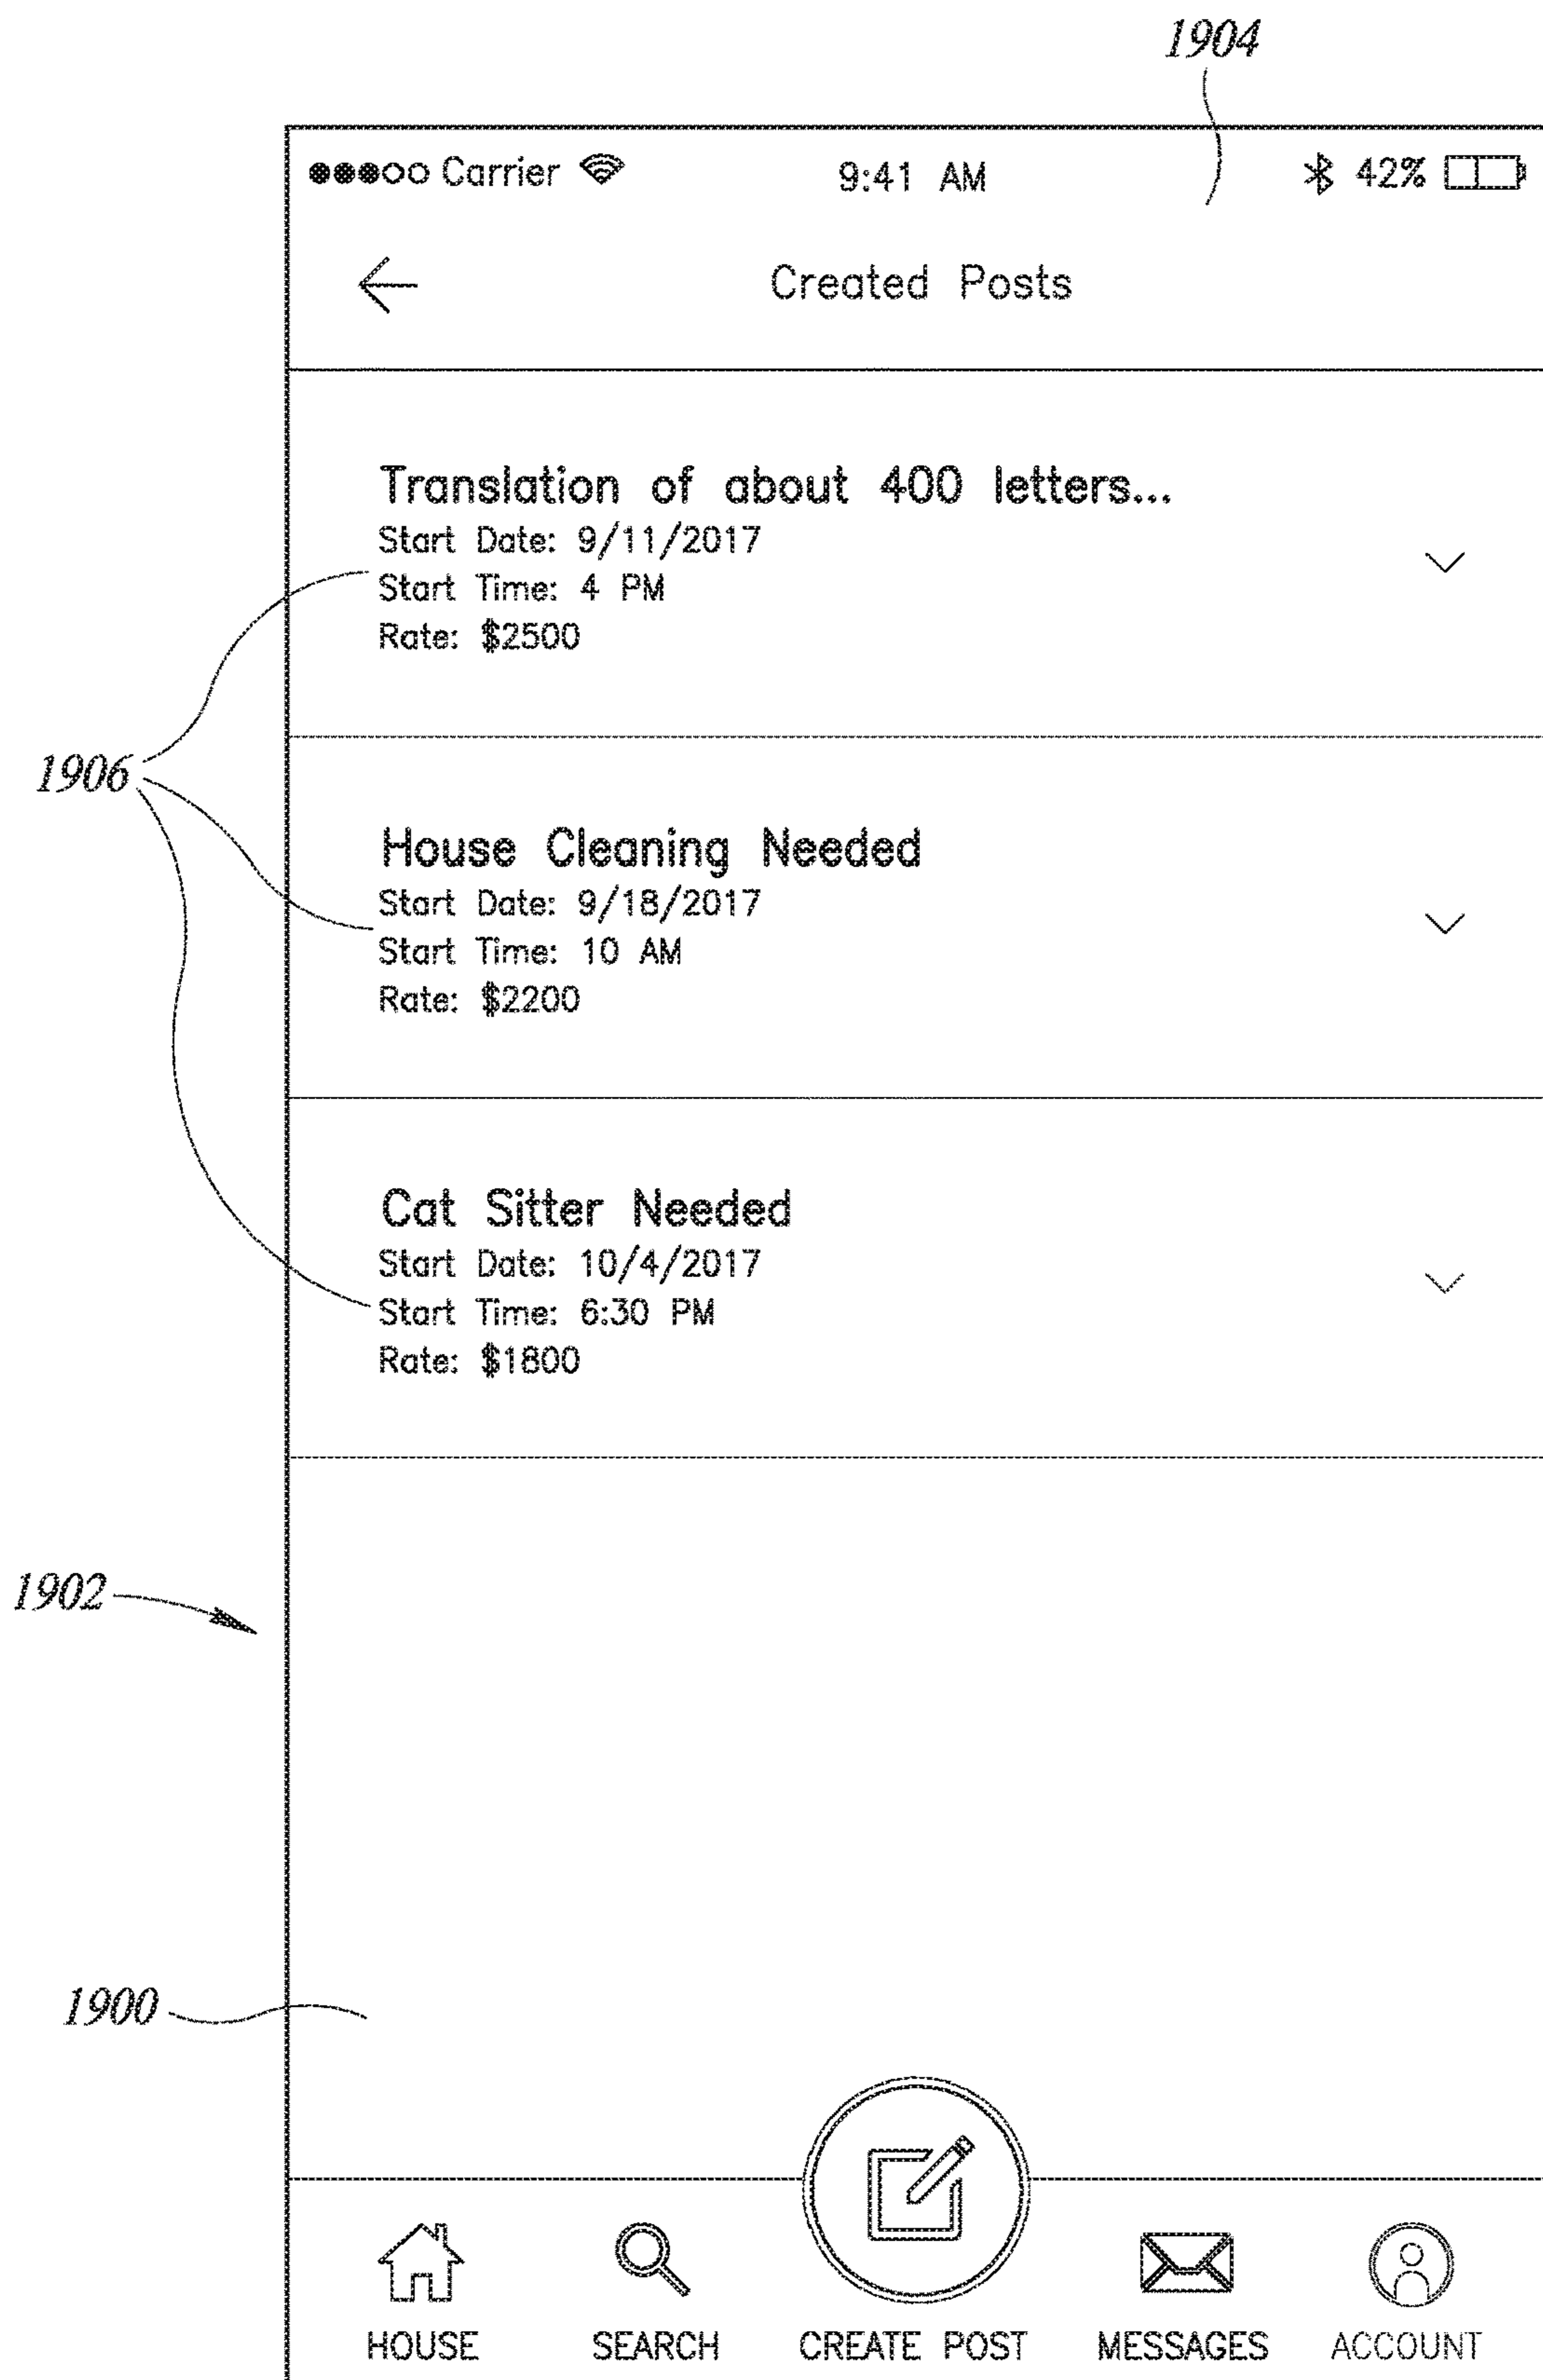 1904
Carrier 9:41 AM 42%
Created Posts
Translation of about 400 letters...
Start Date: 9/11/2017
Start Time: 4 PM
Rate: $2500
1906
House Cleaning Needed
Start Date: 9/18/2017
Start Time: 10 AM
Rate: $2200
Cat Sitter Needed
Start Date: 10/4/2017
Start Time: 6:30 PM
Rate: $1800
1902
1900
HOUSE SEARCH CREATE POST MESSAGES ACCOUNT